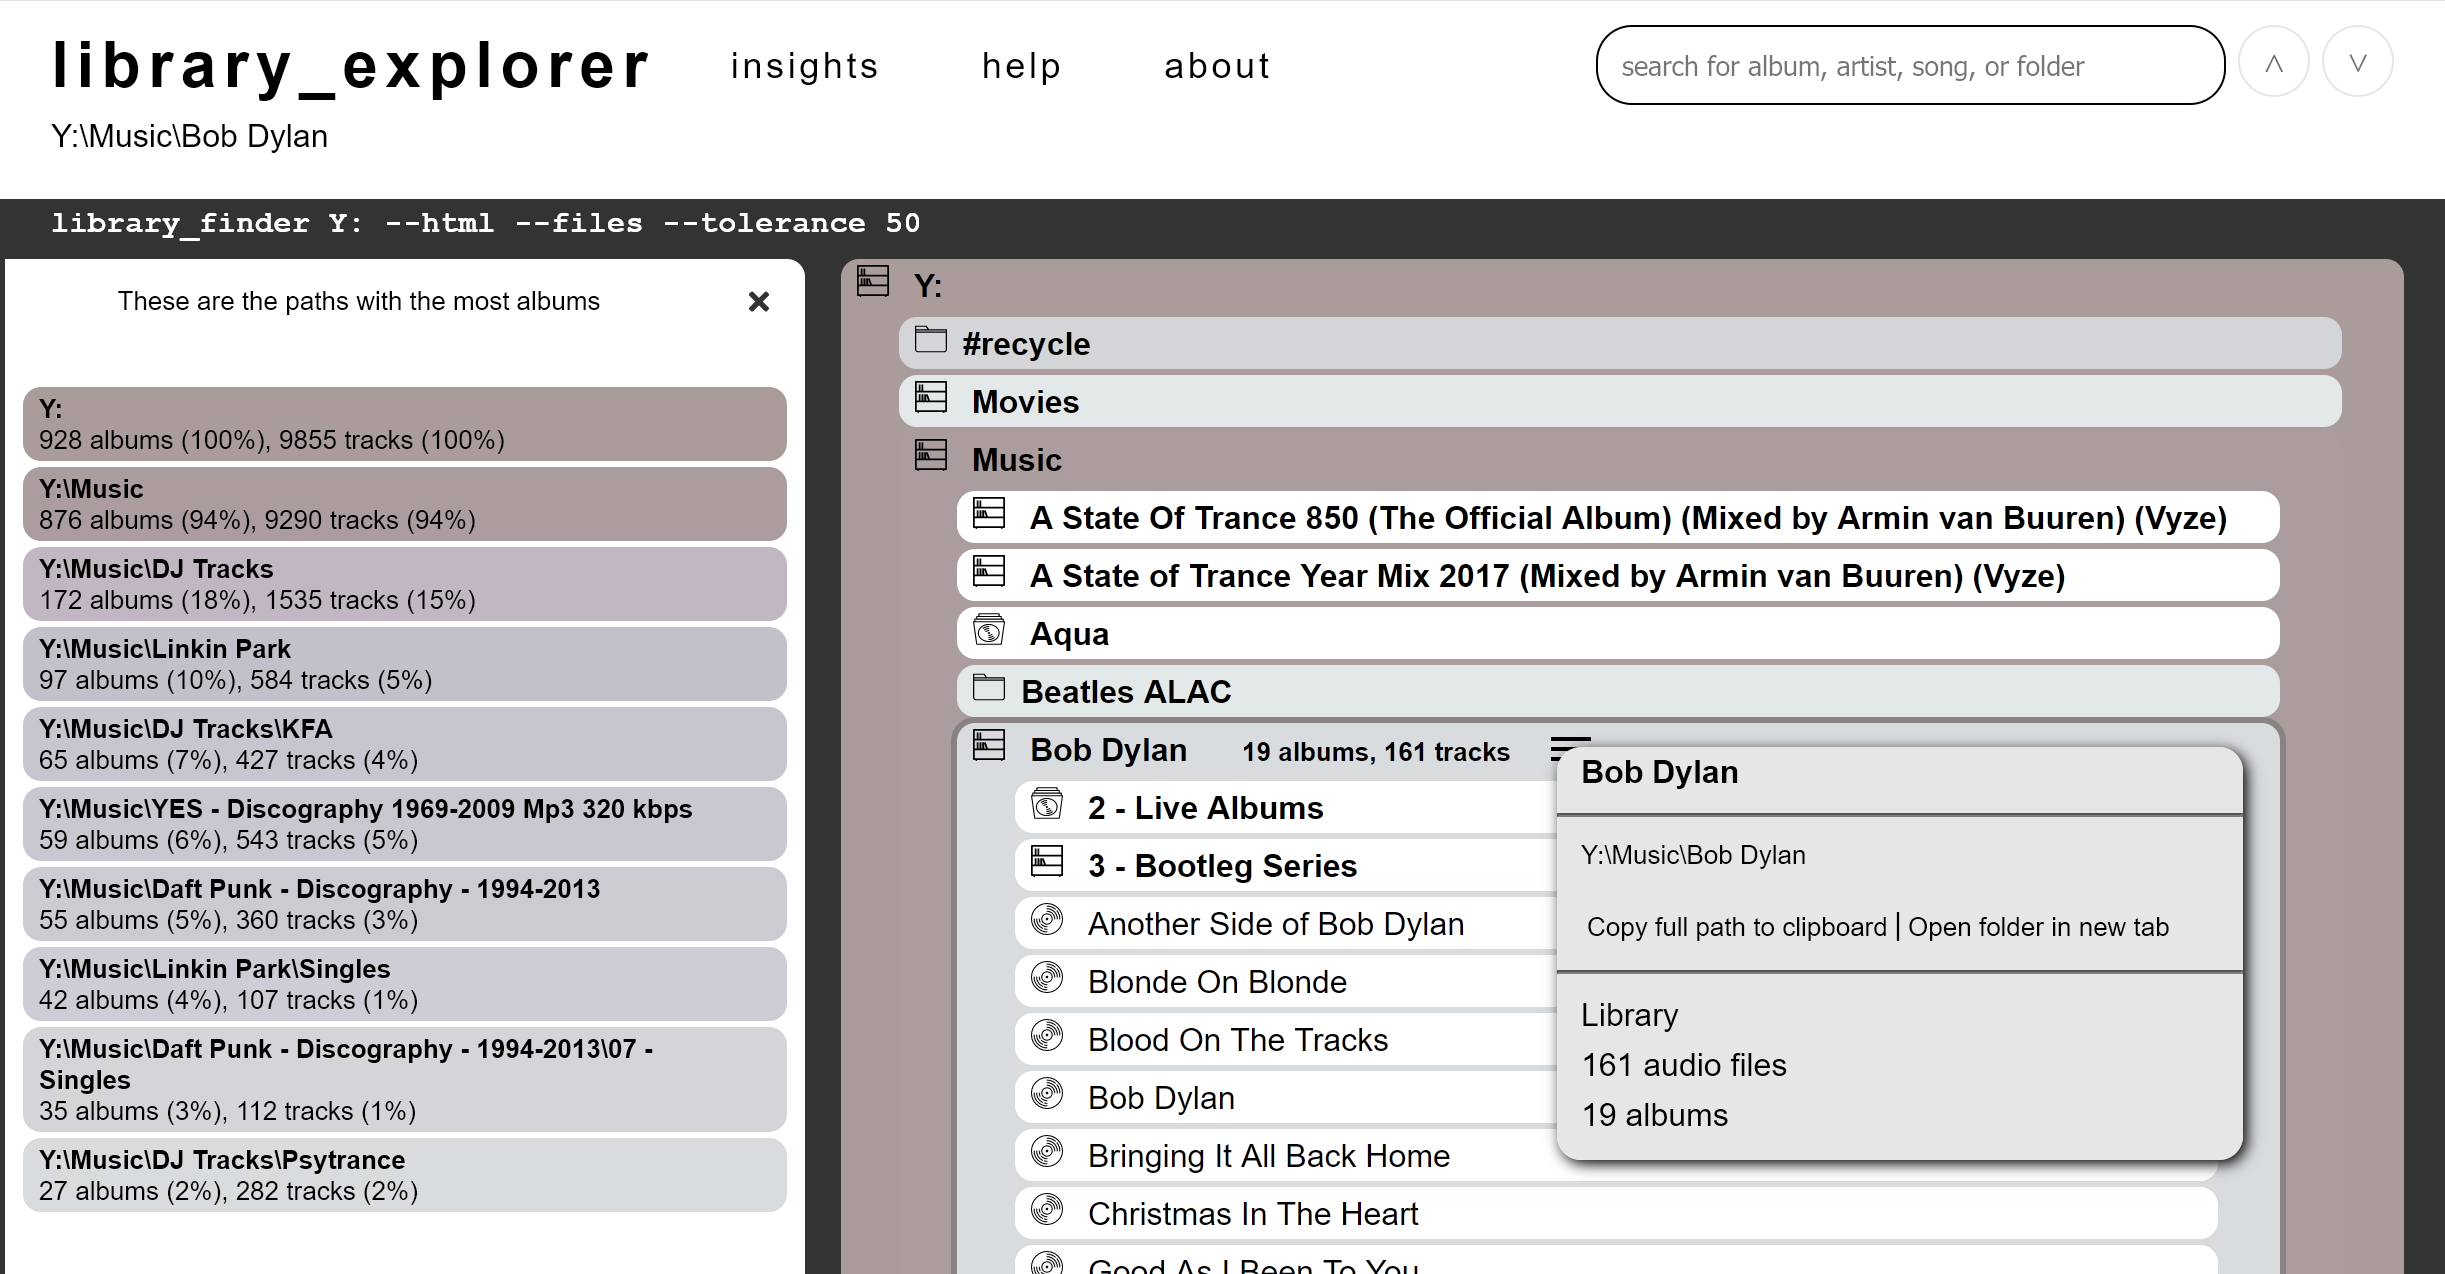 library_explorer
insights
help
about
search for album, artist, song, or folder
Y:\Music\Bob Dylan
library_finder Y: --html --files --tolerance 50
These are the paths with the most albums
Y:
928 albums (100%), 9855 tracks (100%)
Y:\Music
876 albums (94%), 9290 tracks (94%)
Y:\Music\DJ Tracks
172 albums (18%), 1535 tracks (15%)
Y:\Music\Linkin Park
97 albums (10%), 584 tracks (5%)
Y:\Music\DJ Tracks\KFA
65 albums (7%), 427 tracks (4%)
Y:\Music\YES - Discography 1969-2009 Mp3 320 kbps
59 albums (6%), 543 tracks (5%)
Y:\Music\Daft Punk - Discography - 1994-2013
55 albums (5%), 360 tracks (3%)
Y:\Music\Linkin Park\Singles
42 albums (4%), 107 tracks (1%)
Y:\Music\Daft Punk - Discography - 1994-2013\07 -
Singles
35 albums (3%), 112 tracks (1%)
Y:\Music\DJ Tracks\Psytrance
27 albums (2%), 282 tracks (2%)
Y:
#recycle
Movies
Music
A State Of Trance 850 (The Official Album) (Mixed by Armin van Buuren) (Vyze)
A State of Trance Year Mix 2017 (Mixed by Armin van Buuren) (Vyze)
Aqua
Beatles ALAC
Bob Dylan 19 albums, 161 tracks
2 - Live Albums
3 - Bootleg Series
Another Side of Bob Dylan
Blonde On Blonde
Blood On The Tracks
Bob Dylan
Bringing It All Back Home
Christmas In The Heart
Good As I Been To You
Bob Dylan
Y:\Music\Bob Dylan
Copy full path to clipboard | Open folder in new tab
Library
161 audio files
19 albums